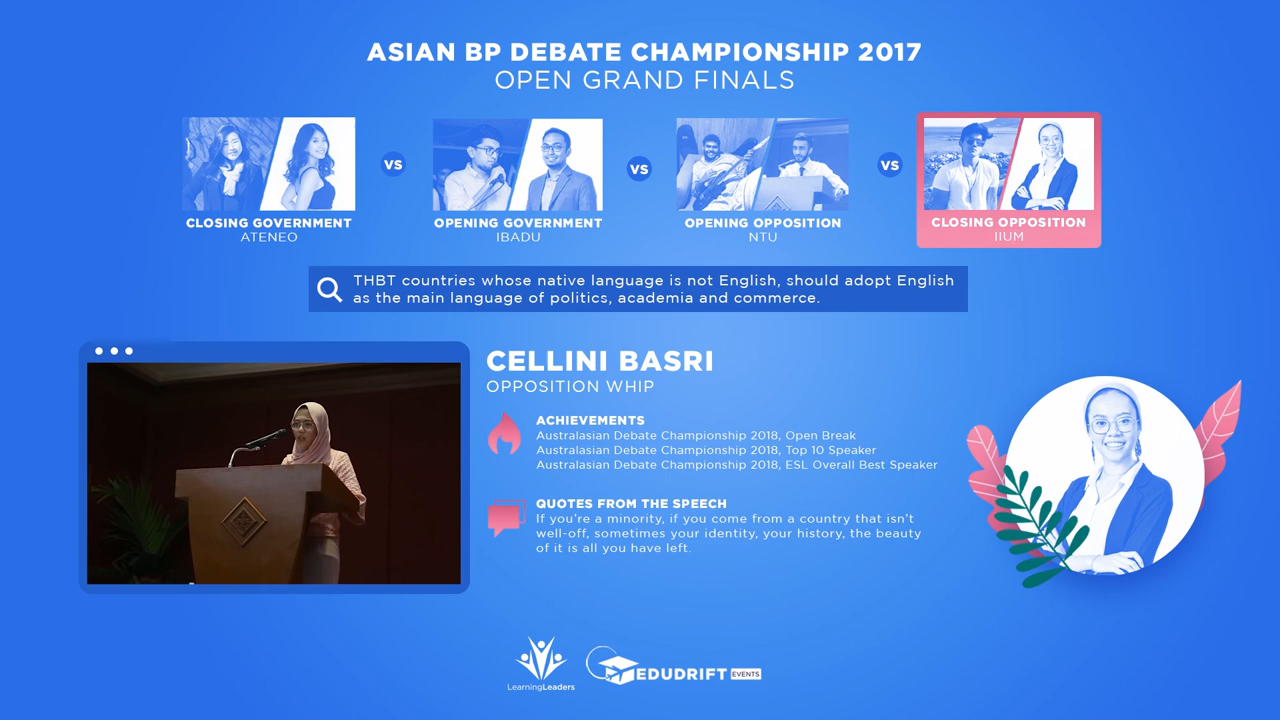 ASIAN BP DEBATE CHAMPIONSHIP 2017
OPEN GRAND FINALS
VS
VS
VS
CLOSING GOVERNMENT
ATENEO
OPENING GOVERNMENT
IBADU
OPENING OPPOSITION
NTU
CLOSING OPPOSITION
IIUM
THBT countries whose native language is not English, should adopt English
as the main language of politics, academia and commerce.
CELLINI BASRI
OPPOSITION WHIP
ACHIEVEMENTS
Australasian Debate Championship 2018, Open Break
Australasian Debate Championship 2018, Top 10 Speaker
Australasian Debate Championship 2018, ESL Overall Best Speaker
QUOTES FROM THE SPEECH
If you're a minority, if you come from a country that isn't
well-off, sometimes your identity, your history, the beauty
of it is all you have left.
LearningLeaders
EDUDRIFT EVENTS